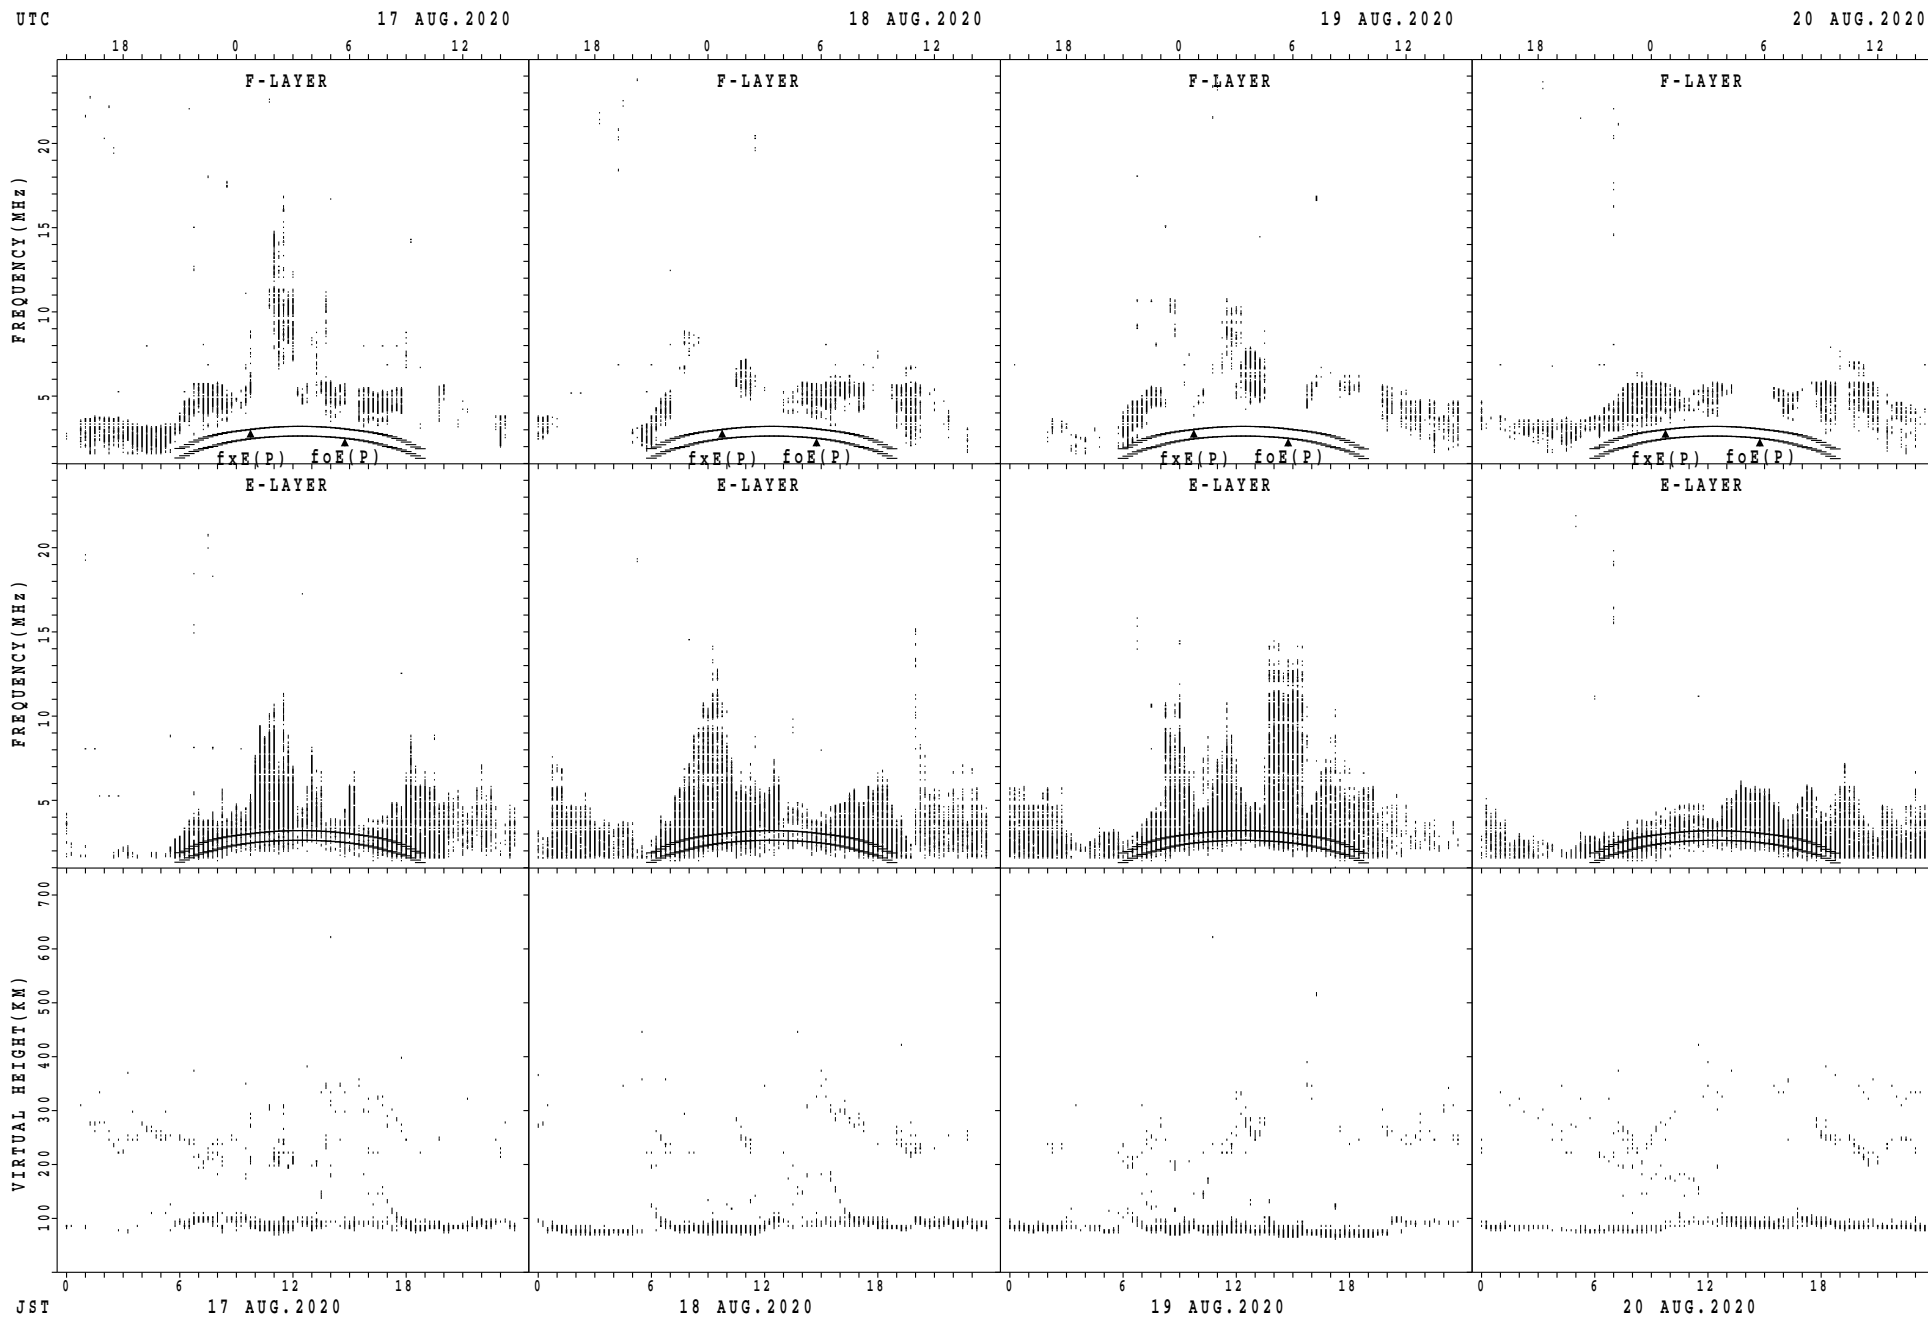 UTC 17 AUG.2020 18 AUG.2020 19 AUG.2020 20 AUG.2020
18 0 6 12 18 0 6 12 18 0 6 12 18 0 6 12
F-LAYER F-LAYER F-LAYER F-LAYER
FREQUENCY(MHz)
20
15
10
5
fxE(P) foE(P) fxE(P) foE(P) fxE(P) foE(P) fxE(P) foE(P)
E-LAYER E-LAYER E-LAYER E-LAYER
FREQUENCY(MHz)
20
15
10
5
VIRTUAL HEIGHT(KM)
700
600
500
400
300
200
100
0 6 12 18 0 6 12 18 0 6 12 18 0 6 12 18
JST 17 AUG.2020 18 AUG.2020 19 AUG.2020 20 AUG.2020